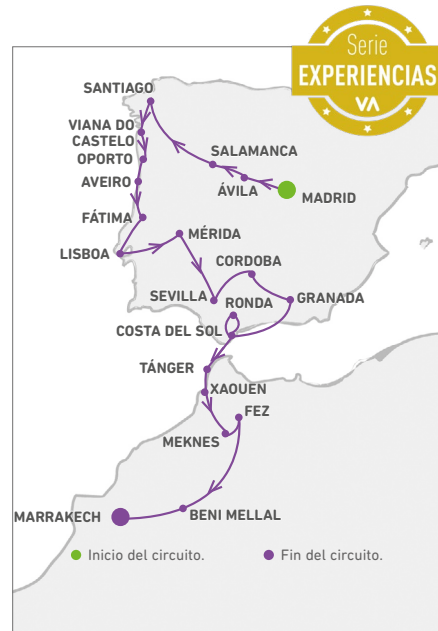 Serie
EXPERIENCIAS
VA
SANTIAGO
VIANA DO
CASTELO
SALAMANCA
OPORTO
AVEIRO
ÁVILA
MADRID
FÁTIMA
MÉRIDA
LISBOA
CORDOBA
SEVILLA
RONDA
GRANADA
COSTA DEL SOL
TÁNGER
XAOUEN
FEZ
MEKNES
MARRAKECH
BENI MELLAL
Inicio del circuito.
Fin del circuito.